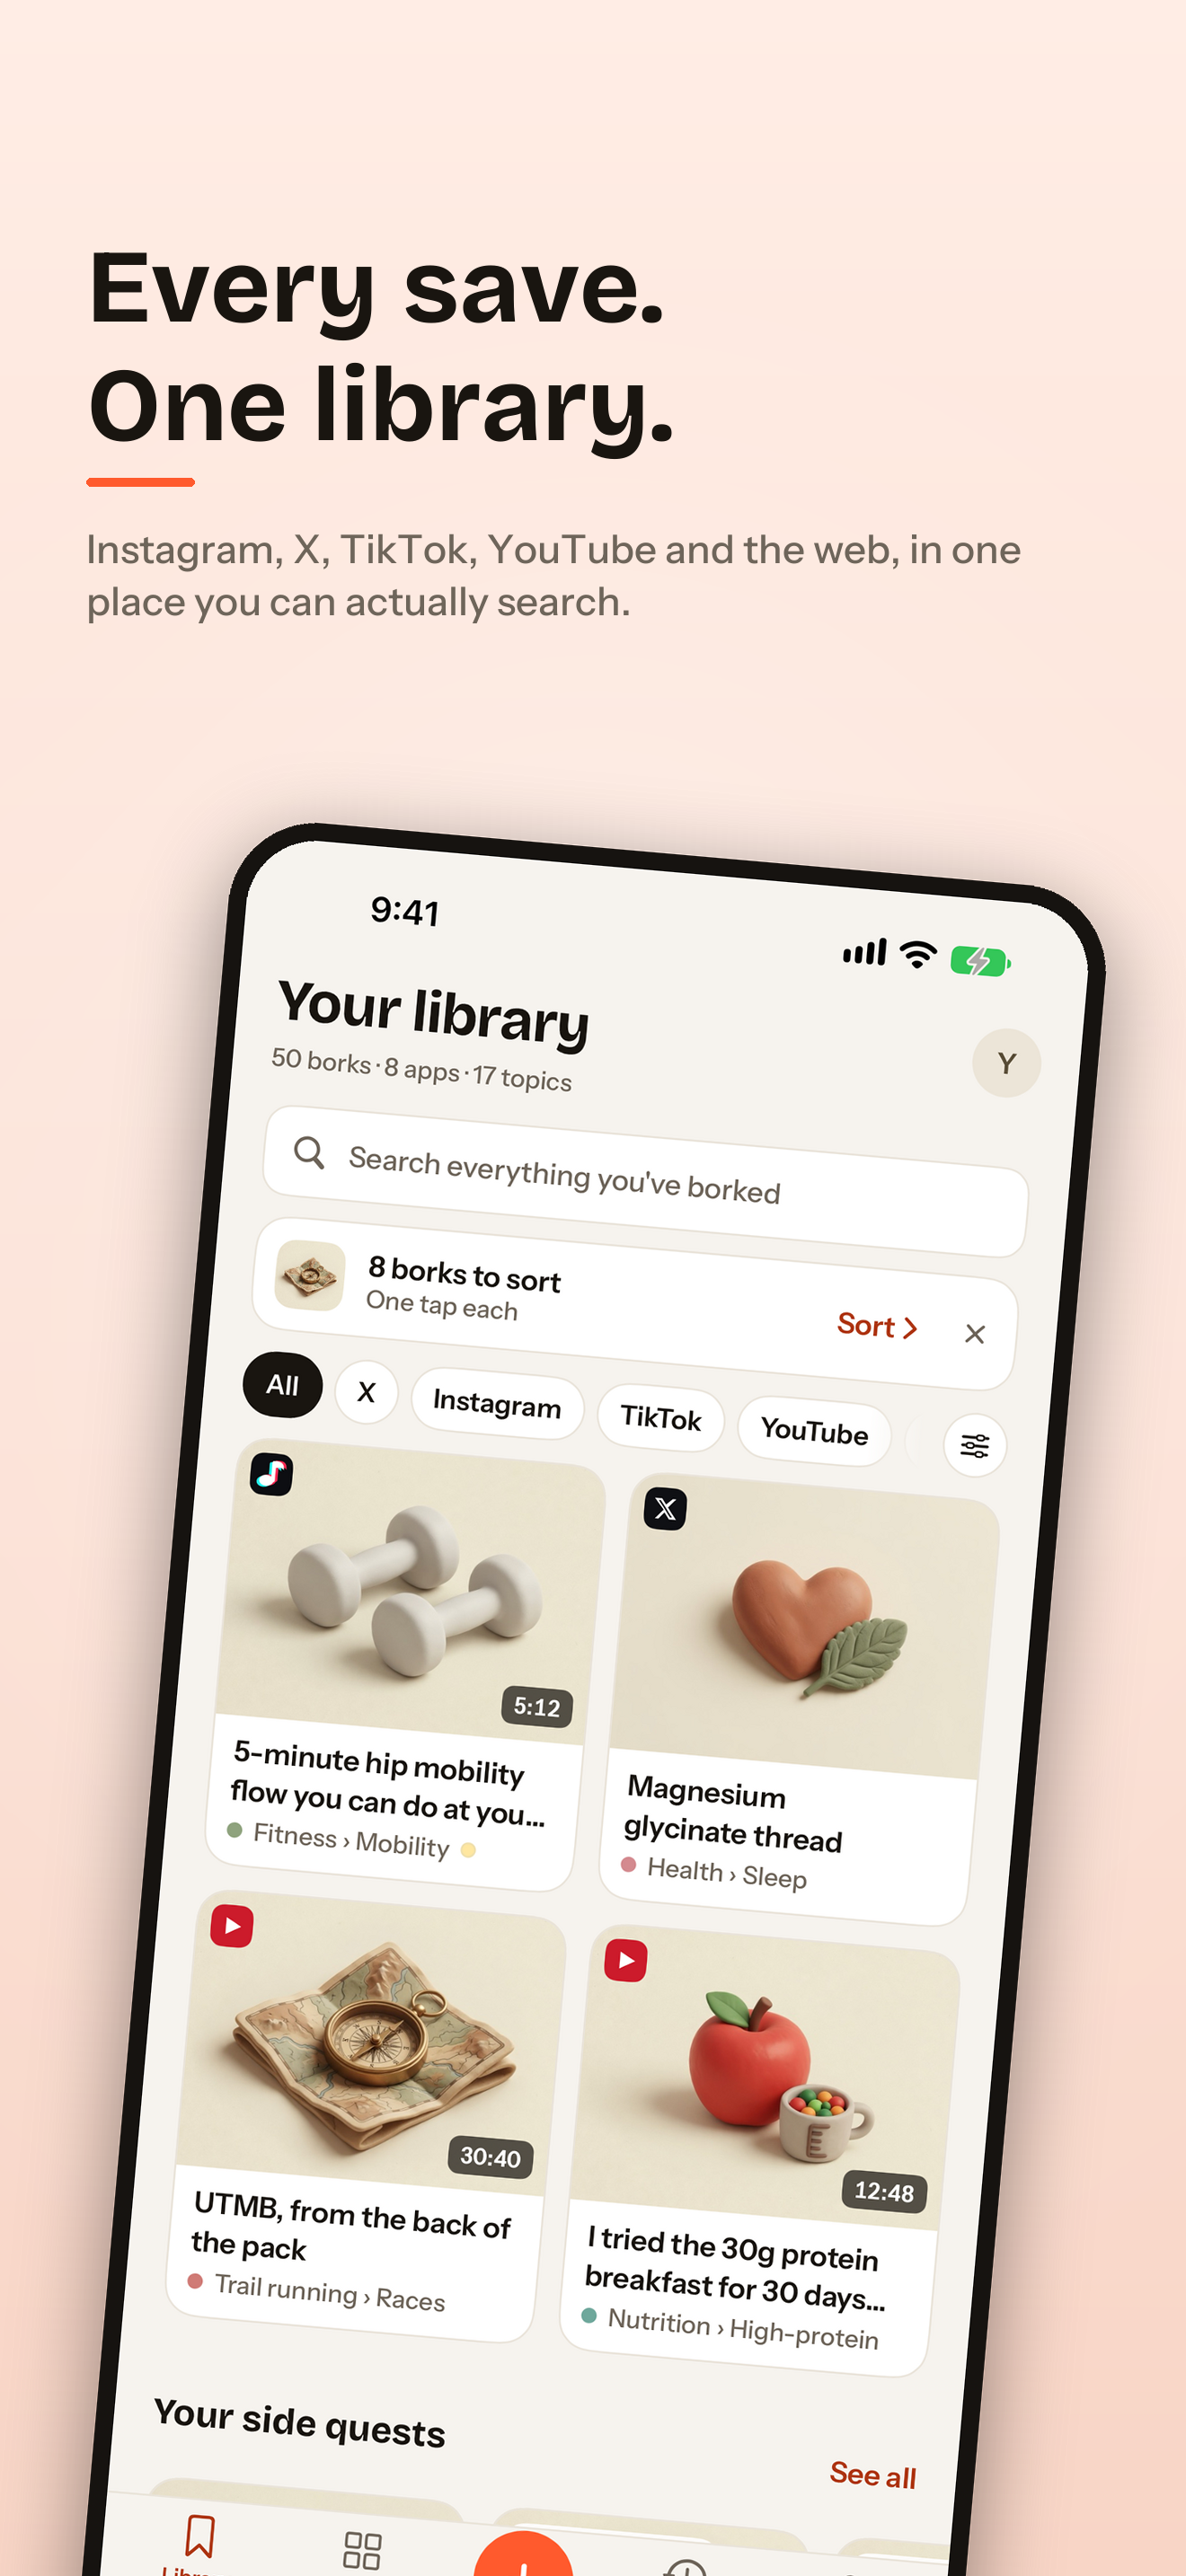 Every save.
One library.
Instagram, X, TikTok, YouTube and the web, in one
place you can actually search.
9:41
Your library
50 borks · 8 apps · 17 topics
Y
Search everything you've borked
8 borks to sort
One tap each
Sort
All
X
Instagram
TikTok
YouTube
5:12
5-minute hip mobility
flow you can do at you...
Fitness › Mobility
Magnesium
glycinate thread
Health › Sleep
30:40
UTMB, from the back of
the pack
Trail running › Races
12:48
I tried the 30g protein
breakfast for 30 days...
Nutrition › High-protein
Your side quests
See all